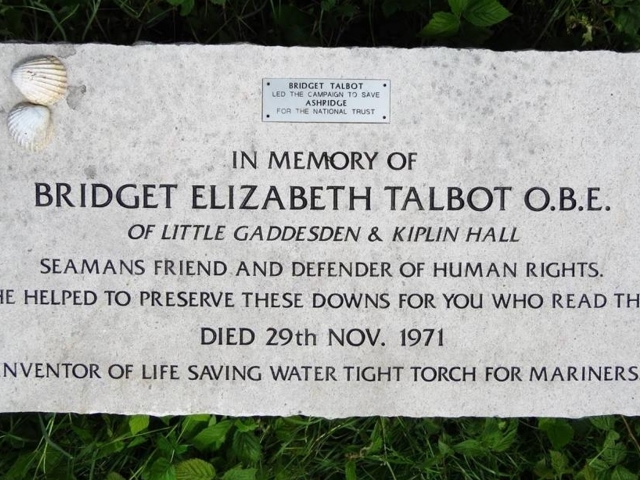 BRIDGET TALBOT
LED THE CAMPAIGN TO SAVE
ASHRIDGE
FOR THE NATIONAL TRUST
IN MEMORY OF
BRIDGET ELIZABETH TALBOT O.B.E.
OF LITTLE GADDESDEN & KIPLIN HALL
SEAMANS FRIEND AND DEFENDER OF HUMAN RIGHTS.
HE HELPED TO PRESERVE THESE DOWNS FOR YOU WHO READ TH
DIED 29th NOV. 1971
NVENTOR OF LIFE SAVING WATER TIGHT TORCH FOR MARINERS